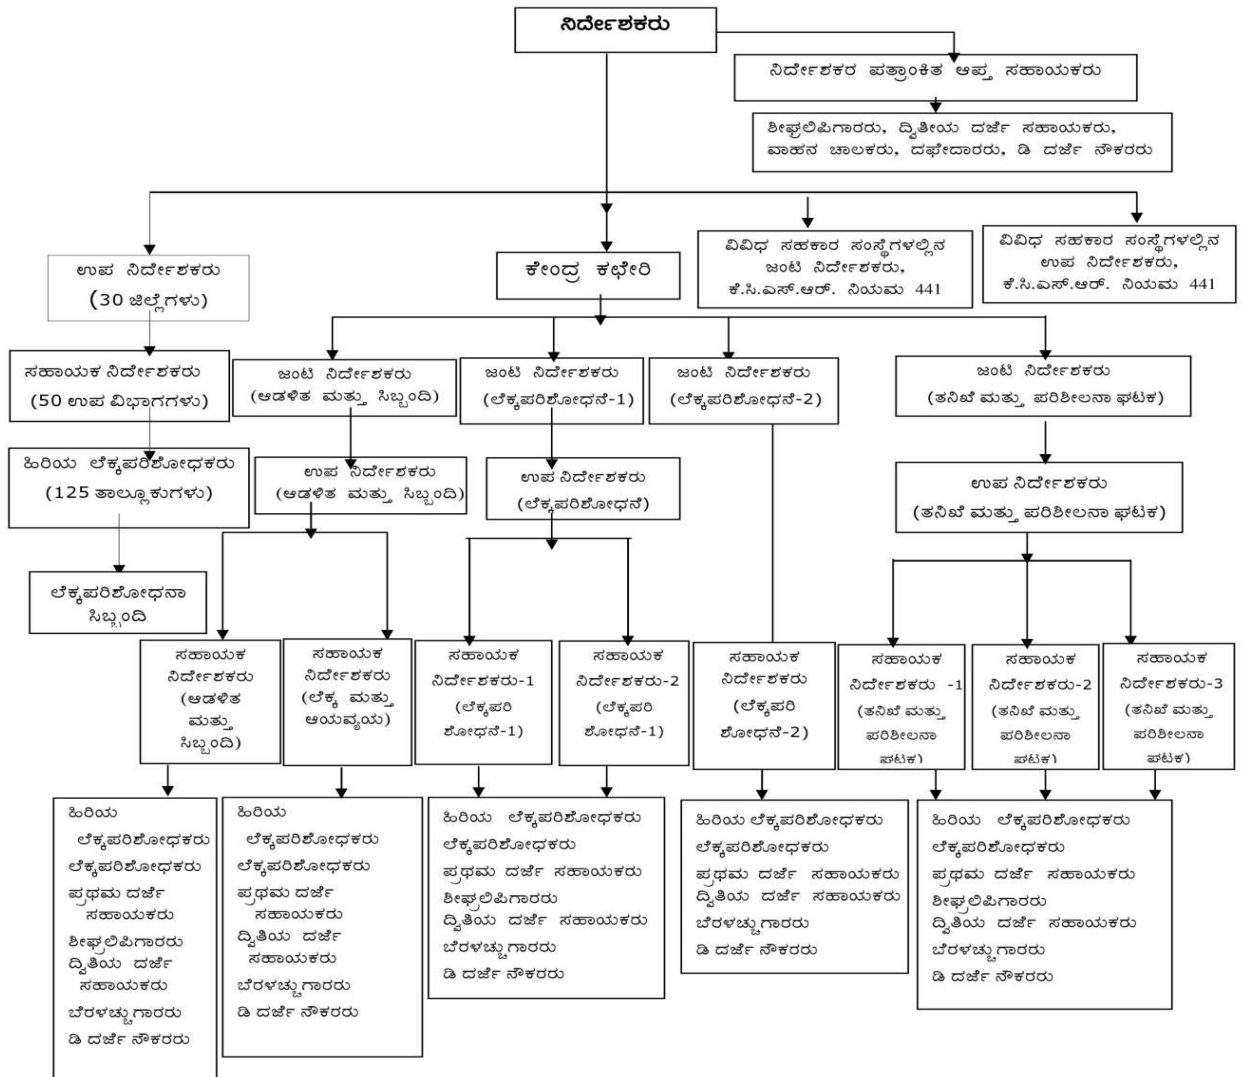 ನಿರ್ದೇಶಕರು
ನಿರ್ದೇಶಕರ ಪತ್ರಾಂಕಿತ ಆಪ್ತ ಸಹಾಯಕರು
ಶೀಘ್ರಲಿಪಿಗಾರರು, ದ್ವಿತೀಯ ದರ್ಜೆ ಸಹಾಯಕರು,
ವಾಹನ ಚಾಲಕರು, ದಫೇದಾರರು, ಡಿ ದರ್ಜೆ ನೌಕರರು
ಉಪ ನಿರ್ದೇಶಕರು
(30 ಜಿಲ್ಲೆಗಳು)
ಕೇಂದ್ರ ಕಛೇರಿ
ವಿವಿಧ ಸಹಕಾರ ಸಂಸ್ಥೆಗಳಲ್ಲಿನ
ಜಂಟಿ ನಿರ್ದೇಶಕರು,
ಕೆ.ಸಿ.ಎಸ್.ಆರ್. ನಿಯಮ 441
ವಿವಿಧ ಸಹಕಾರ ಸಂಸ್ಥೆಗಳಲ್ಲಿನ
ಉಪ ನಿರ್ದೇಶಕರು,
ಕೆ.ಸಿ.ಎಸ್.ಆರ್. ನಿಯಮ 441
ಸಹಾಯಕ ನಿರ್ದೇಶಕರು
(50 ಉಪ ವಿಭಾಗಗಳು)
ಜಂಟಿ ನಿರ್ದೇಶಕರು
(ಆಡಳಿತ ಮತ್ತು ಸಿಬ್ಬಂದಿ)
ಜಂಟಿ ನಿರ್ದೇಶಕರು
(ಲೆಕ್ಕಪರಿಶೋಧನೆ-1)
ಜಂಟಿ ನಿರ್ದೇಶಕರು
(ಲೆಕ್ಕಪರಿಶೋಧನೆ-2)
ಜಂಟಿ ನಿರ್ದೇಶಕರು
(ತನಿಖೆ ಮತ್ತು ಪರಿಶೀಲನಾ ಘಟಕ)
ಹಿರಿಯ ಲೆಕ್ಕಪರಿಶೋಧಕರು
(125 ತಾಲ್ಲೂಕುಗಳು)
ಉಪ ನಿರ್ದೇಶಕರು
(ಆಡಳಿತ ಮತ್ತು ಸಿಬ್ಬಂದಿ)
ಉಪ ನಿರ್ದೇಶಕರು
(ಲೆಕ್ಕಪರಿಶೋಧನೆ)
ಉಪ ನಿರ್ದೇಶಕರು
(ತನಿಖೆ ಮತ್ತು ಪರಿಶೀಲನಾ ಘಟಕ)
ಲೆಕ್ಕಪರಿಶೋಧನಾ
ಸಿಬ್ಬಂದಿ
ಸಹಾಯಕ
ನಿರ್ದೇಶಕರು
(ಆಡಳಿತ
ಮತ್ತು
ಸಿಬ್ಬಂದಿ)
ಸಹಾಯಕ
ನಿರ್ದೇಶಕರು
(ಲೆಕ್ಕ ಮತ್ತು
ಆಯವ್ಯಯ)
ಸಹಾಯಕ
ನಿರ್ದೇಶಕರು-1
(ಲೆಕ್ಕಪರಿ
ಶೋಧನೆ-1)
ಸಹಾಯಕ
ನಿರ್ದೇಶಕರು-2
(ಲೆಕ್ಕಪರಿ
ಶೋಧನೆ-1)
ಸಹಾಯಕ
ನಿರ್ದೇಶಕರು
(ಲೆಕ್ಕಪರಿ
ಶೋಧನೆ-2)
ಸಹಾಯಕ
ನಿರ್ದೇಶಕರು -1
(ತನಿಖೆ ಮತ್ತು
ಪರಿಶೀಲನಾ
ಘಟಕ)
ಸಹಾಯಕ
ನಿರ್ದೇಶಕರು-2
(ತನಿಖೆ ಮತ್ತು
ಪರಿಶೀಲನಾ
ಘಟಕ)
ಸಹಾಯಕ
ನಿರ್ದೇಶಕರು-3
(ತನಿಖೆ ಮತ್ತು
ಪರಿಶೀಲನಾ
ಘಟಕ)
ಹಿರಿಯ
ಲೆಕ್ಕಪರಿಶೋಧಕರು
ಲೆಕ್ಕಪರಿಶೋಧಕರು
ಪ್ರಥಮ ದರ್ಜೆ
ಸಹಾಯಕರು
ಶೀಘ್ರಲಿಪಿಗಾರರು
ದ್ವಿತಿಯ ದರ್ಜೆ
ಸಹಾಯಕರು
ಬೆರಳಚ್ಚುಗಾರರು
ಡಿ ದರ್ಜೆ ನೌಕರರು
ಹಿರಿಯ
ಲೆಕ್ಕಪರಿಶೋಧಕರು
ಲೆಕ್ಕಪರಿಶೋಧಕರು
ಪ್ರಥಮ ದರ್ಜೆ
ಸಹಾಯಕರು
ದ್ವಿತಿಯ ದರ್ಜೆ
ಸಹಾಯಕರು
ಬೆರಳಚ್ಚುಗಾರರು
ಡಿ ದರ್ಜೆ ನೌಕರರು
ಹಿರಿಯ ಲೆಕ್ಕಪರಿಶೋಧಕರು
ಲೆಕ್ಕಪರಿಶೋಧಕರು
ಪ್ರಥಮ ದರ್ಜೆ ಸಹಾಯಕರು
ಶೀಘ್ರಲಿಪಿಗಾರರು
ದ್ವಿತಿಯ ದರ್ಜೆ ಸಹಾಯಕರು
ಬೆರಳಚ್ಚುಗಾರರು
ಡಿ ದರ್ಜೆ ನೌಕರರು
ಹಿರಿಯ ಲೆಕ್ಕಪರಿಶೋಧಕರು
ಲೆಕ್ಕಪರಿಶೋಧಕರು
ಪ್ರಥಮ ದರ್ಜೆ ಸಹಾಯಕರು
ದ್ವಿತಿಯ ದರ್ಜೆ ಸಹಾಯಕರು
ಬೆರಳಚ್ಚುಗಾರರು
ಡಿ ದರ್ಜೆ ನೌಕರರು
ಹಿರಿಯ ಲೆಕ್ಕಪರಿಶೋಧಕರು
ಲೆಕ್ಕಪರಿಶೋಧಕರು
ಪ್ರಥಮ ದರ್ಜೆ ಸಹಾಯಕರು
ಶೀಘ್ರಲಿಪಿಗಾರರು
ದ್ವಿತಿಯ ದರ್ಜೆ ಸಹಾಯಕರು
ಬೆರಳಚ್ಚುಗಾರರು
ಡಿ ದರ್ಜೆ ನೌಕರರು